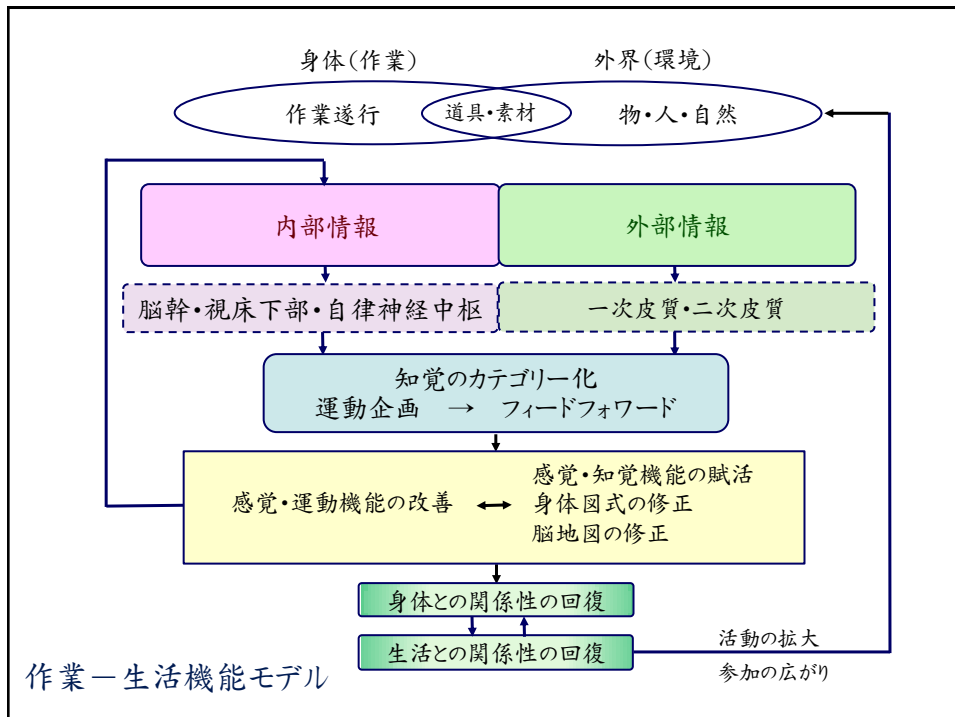 身体（作業）
外界（環境）
作業遂行
道具・素材
物・人・自然
内部情報
外部情報
脳幹・視床下部・自律神経中枢
一次皮質・二次皮質
知覚のカテゴリー化
運動企画 → フィードフォワード
感覚・運動機能の改善
感覚・知覚機能の賦活
身体図式の修正
脳地図の修正
身体との関係性の回復
生活との関係性の回復
活動の拡大
参加の広がり
作業－生活機能モデル